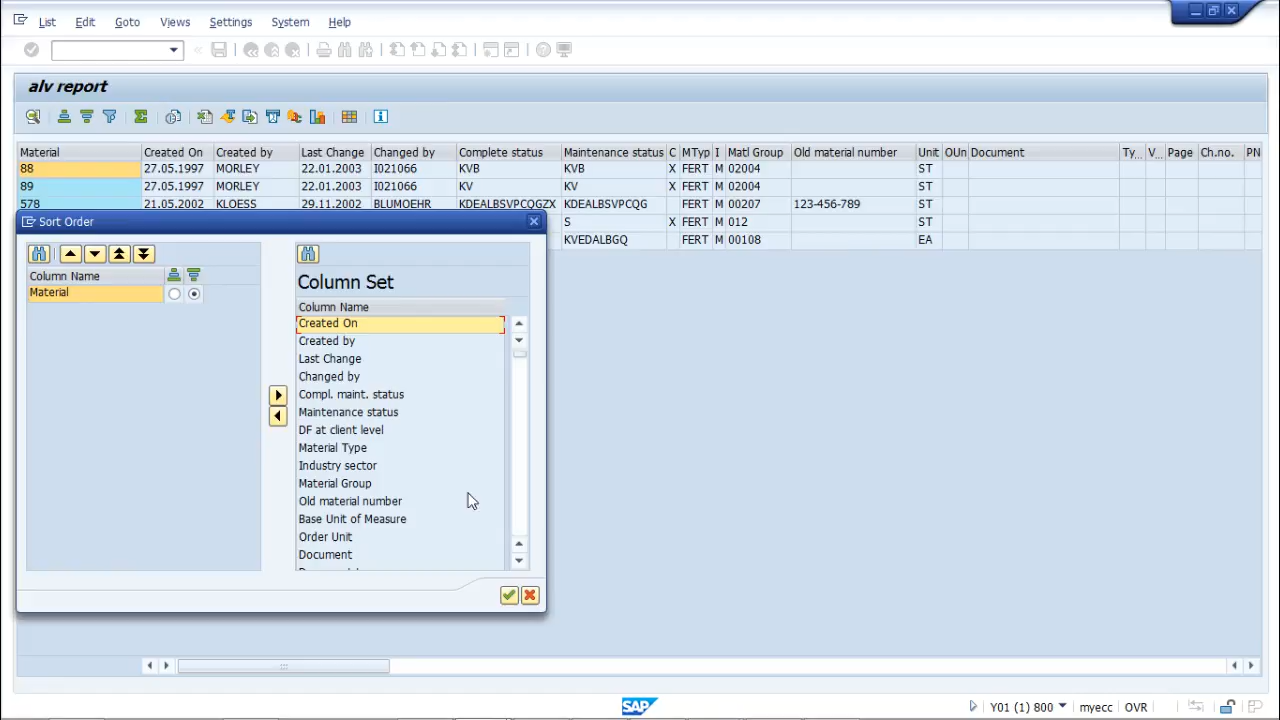 List Edit Goto Views Settings System Help
alv report
Material Created On Created by Last Change Changed by Complete status Maintenance status C MTyp I Matl Group Old material number Unit OUn Document Ty... V... Page Ch.no. PN
88 27.05.1997 MORLEY 22.01.2003 I021066 KVB KVB X FERT M 02004 ST
89 27.05.1997 MORLEY 22.01.2003 I021066 KV KV X FERT M 02004 ST
578 21.05.2002 KLOESS 29.11.2002 BLUMOEHR KDEALBSVPCQGZX KDEALBSVPCQG FERT M 00207 123-456-789 ST
S X FERT M 012 ST
KVEDALBGQ FERT M 00108 EA
Sort Order
Column Name
Material
Column Set
Column Name
Created On
Created by
Last Change
Changed by
Compl. maint. status
Maintenance status
DF at client level
Material Type
Industry sector
Material Group
Old material number
Base Unit of Measure
Order Unit
Document
SAP
Y01 (1) 800 myecc OVR